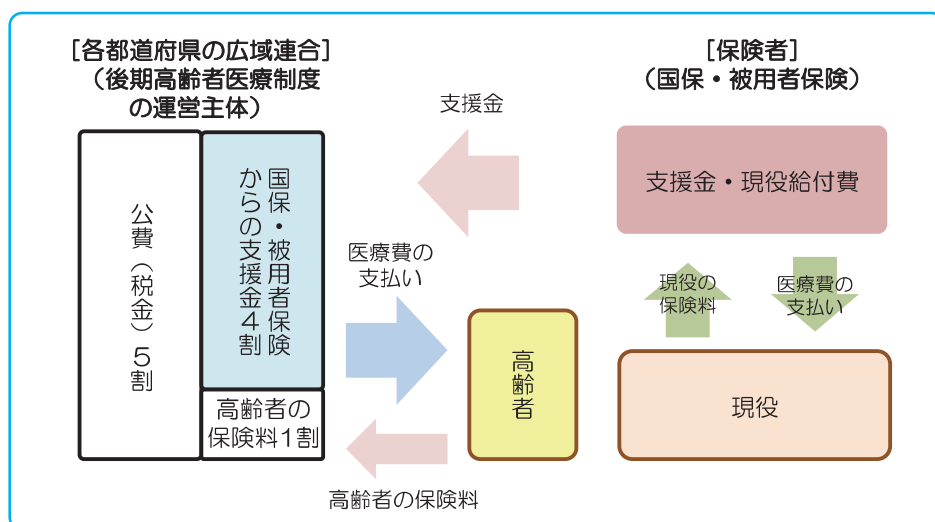 [各都道府県の広域連合]
（後期高齢者医療制度
の運営主体）
[保険者]
（国保・被用者保険）
支援金
公費（税金）５割
国保・被用者保険
からの支援金４割
高齢者の
保険料１割
医療費の
支払い
高齢者
高齢者の保険料
支援金・現役給付費
現役の
保険料
医療費の
支払い
現役